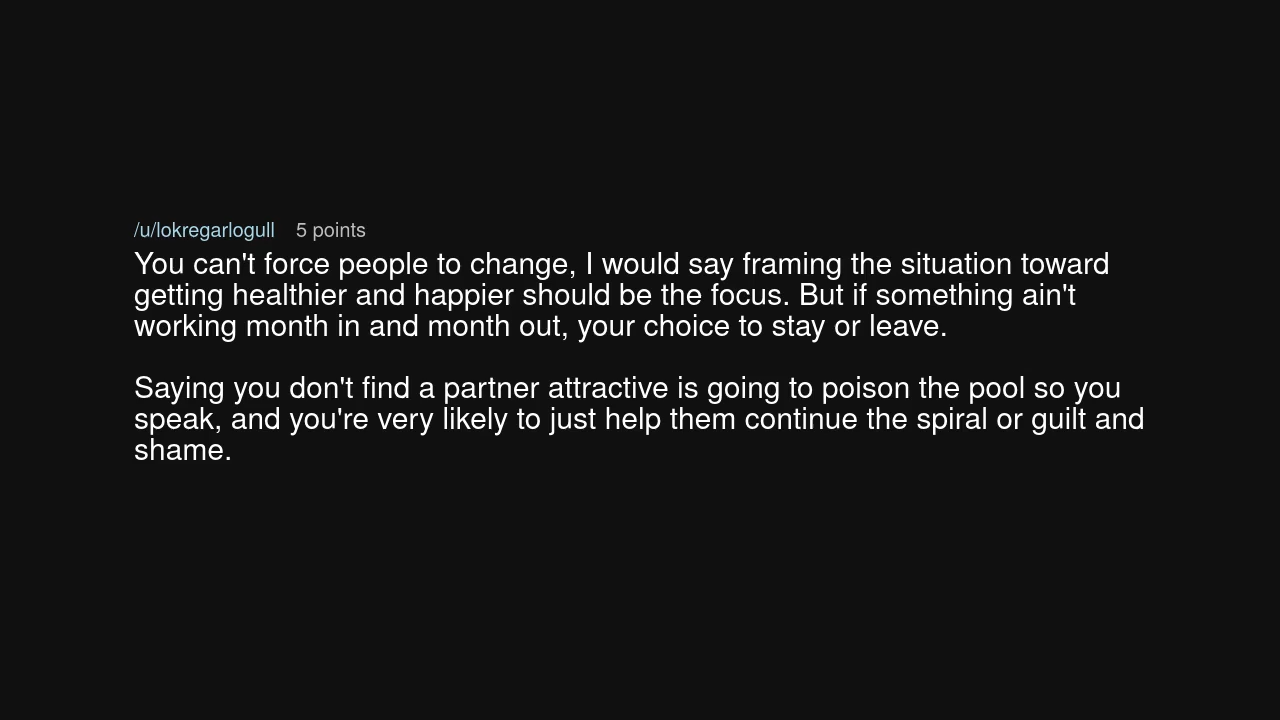 /u/lokregarlogull 5 points
You can't force people to change, I would say framing the situation toward
getting healthier and happier should be the focus. But if something ain't
working month in and month out, your choice to stay or leave.
Saying you don't find a partner attractive is going to poison the pool so you
speak, and you're very likely to just help them continue the spiral or guilt and
shame.